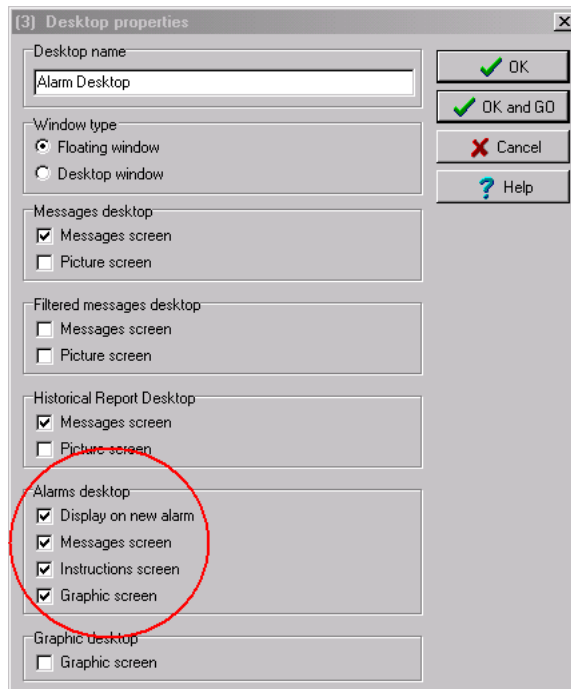 (3) Desktop properties
Desktop name
Alarm Desktop
OK
OK and GO
Cancel
Help
Window type
Floating window
Desktop window
Messages desktop
Messages screen
Picture screen
Filtered messages desktop
Messages screen
Picture screen
Historical Report Desktop
Messages screen
Picture screen
Alarms desktop
Display on new alarm
Messages screen
Instructions screen
Graphic screen
Graphic desktop
Graphic screen